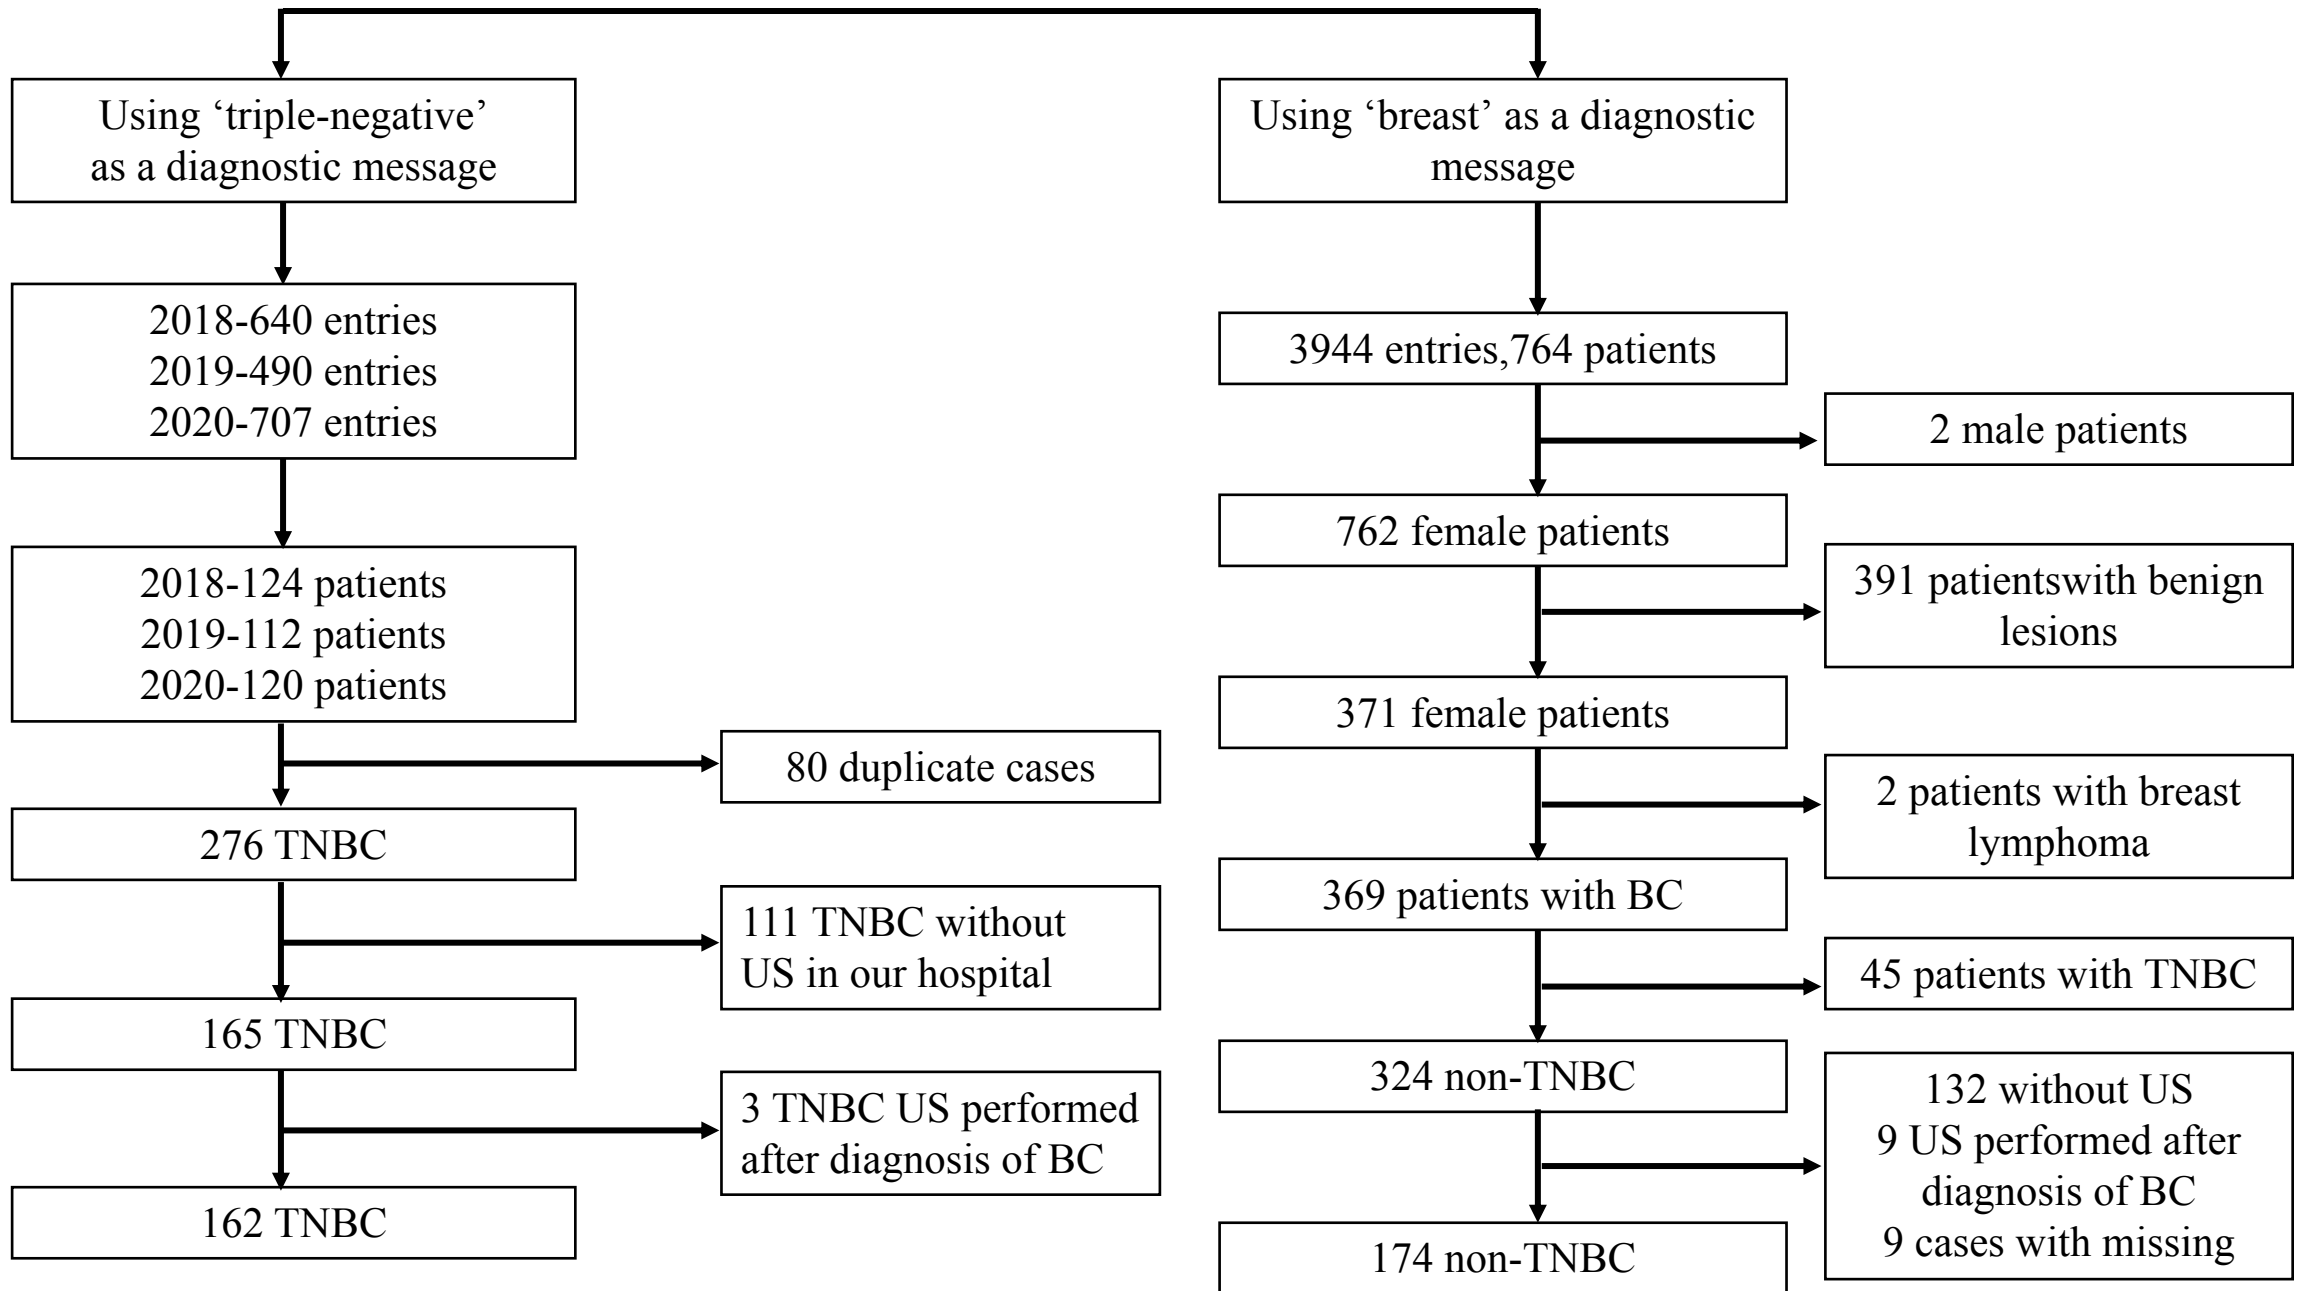 Using ‘triple-negative’
as a diagnostic message
2018-640 entries
2019-490 entries
2020-707 entries
2018-124 patients
2019-112 patients
2020-120 patients
80 duplicate cases
276 TNBC
111 TNBC without
US in our hospital
165 TNBC
3 TNBC US performed
after diagnosis of BC
162 TNBC
Using ‘breast’ as a diagnostic
message
3944 entries,764 patients
2 male patients
762 female patients
391 patientswith benign
lesions
371 female patients
2 patients with breast
lymphoma
369 patients with BC
45 patients with TNBC
324 non-TNBC
132 without US
9 US performed after
diagnosis of BC
9 cases with missing
174 non-TNBC